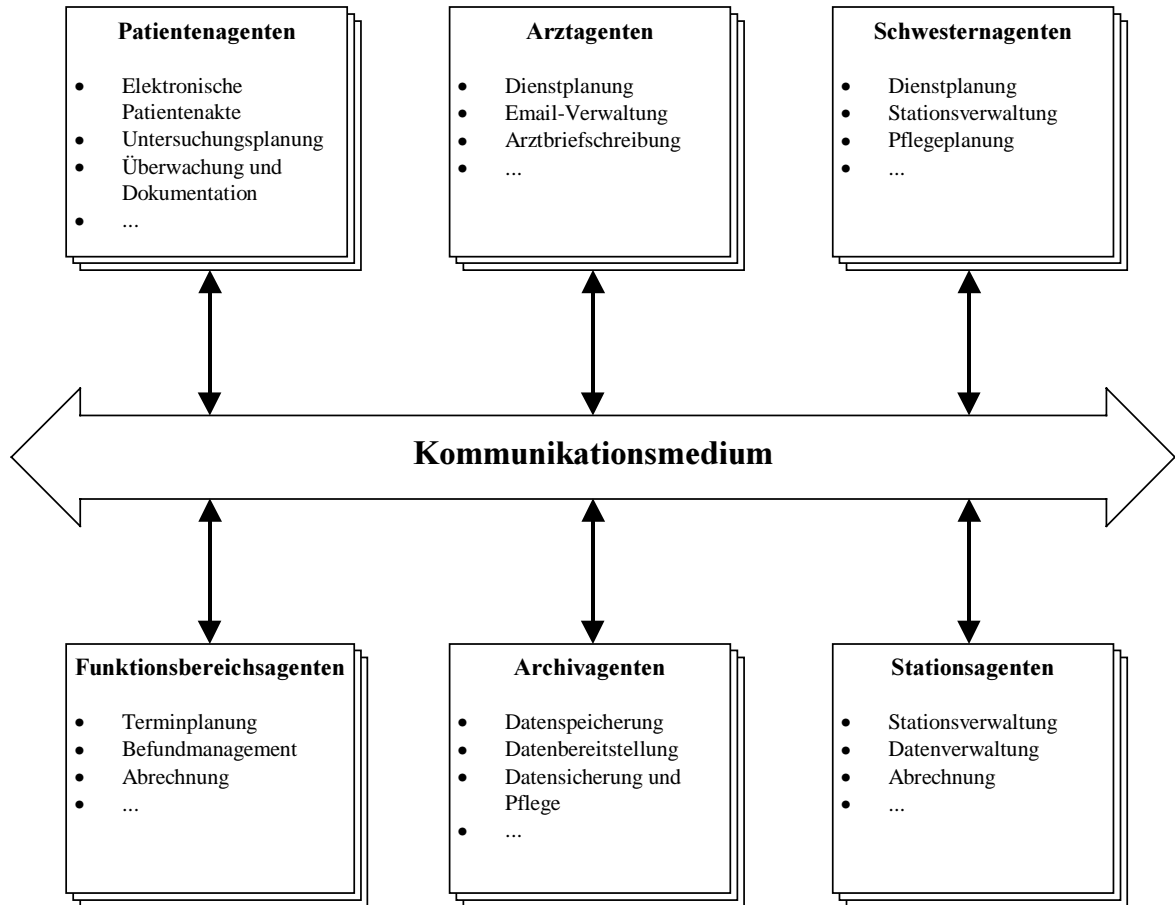 Patientenagenten
• Elektronische
Patientenakte
• Untersuchungsplanung
• Überwachung und
Dokumentation
• ...
Arztagenten
• Dienstplanung
• Email-Verwaltung
• Arztbriefschreibung
• ...
Schwesternagenten
• Dienstplanung
• Stationsverwaltung
• Pflegeplanung
• ...
Kommunikationsmedium
Funktionsbereichsagenten
• Terminplanung
• Befundmanagement
• Abrechnung
• ...
Archivagenten
• Datenspeicherung
• Datenbereitstellung
• Datensicherung und
Pflege
• ...
Stationsagenten
• Stationsverwaltung
• Datenverwaltung
• Abrechnung
• ...